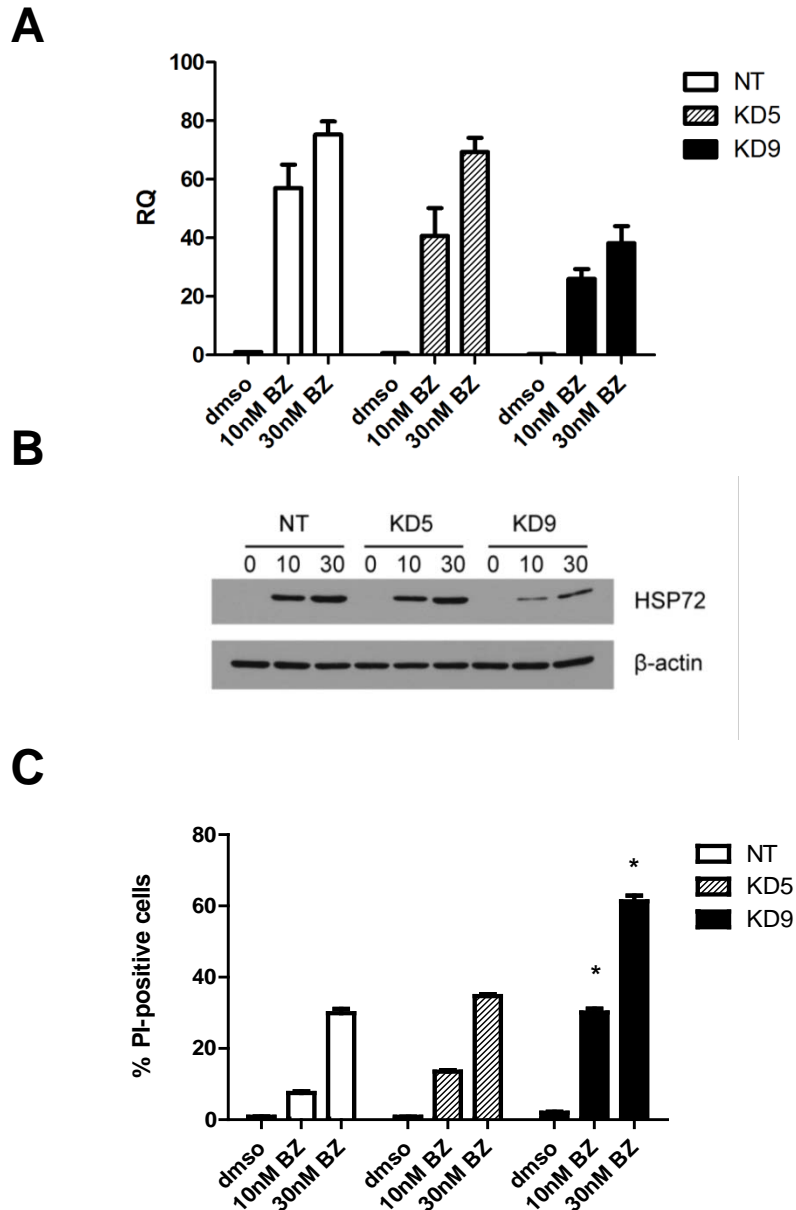 A
100
80
60
40
20
0
RQ
NT
KD5
KD9
dmso
10nM BZ
30nM BZ
dmso
10nM BZ
30nM BZ
dmso
10nM BZ
30nM BZ
B
NT KD5 KD9
0 10 30 0 10 30 0 10 30
HSP72
β-actin
C
80
60
40
20
0
% PI-positive cells
*
*
NT
KD5
KD9
dmso
10nM BZ
30nM BZ
dmso
10nM BZ
30nM BZ
dmso
10nM BZ
30nM BZ